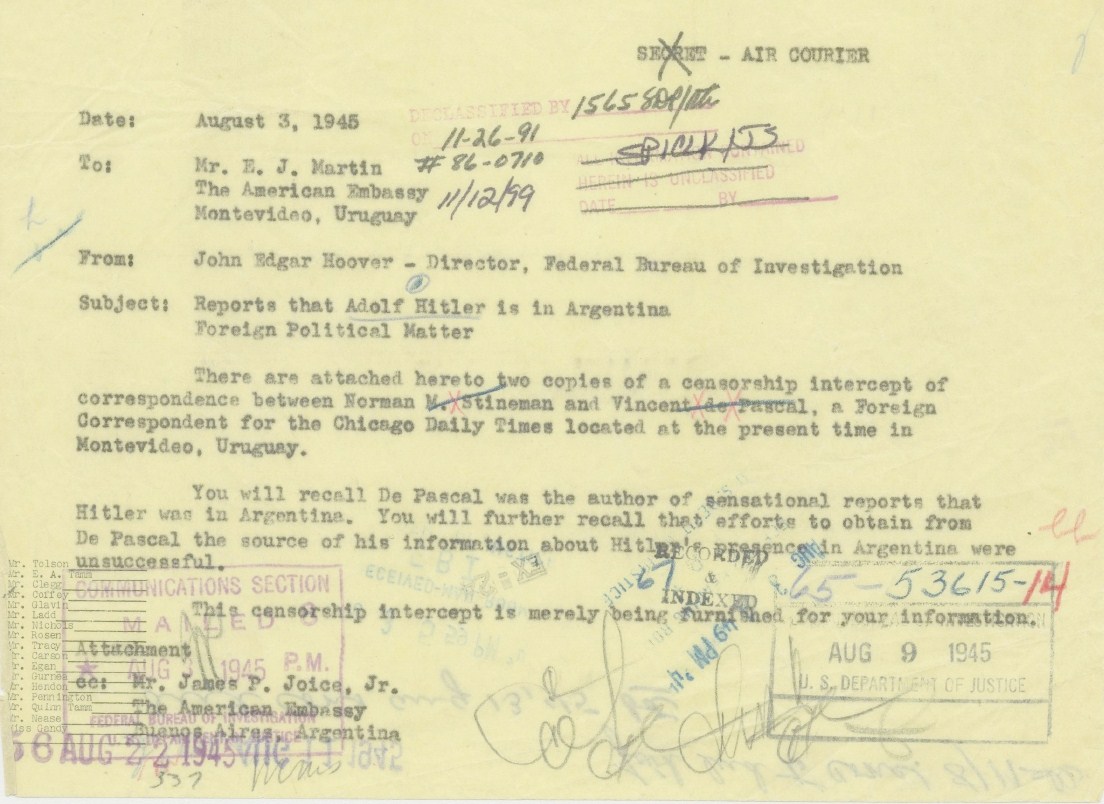 SECRET - AIR COURIER
DECLASSIFIED BY 1565
11-26-91
Date: August 3, 1945
# 86-0710
To: Mr. E. J. Martin
The American Embassy
Montevideo, Uruguay
11/12/99
CONTAINED
HEREIN IS UNCLASSIFIED
DATE BY
From: John Edgar Hoover - Director, Federal Bureau of Investigation
Subject: Reports that Adolf Hitler is in Argentina
Foreign Political Matter
There are attached hereto two copies of a censorship intercept of
correspondence between Norman M. Stineman and Vincent de Pascal, a Foreign
Correspondent for the Chicago Daily Times located at the present time in
Montevideo, Uruguay.
You will recall De Pascal was the author of sensational reports that
Hitler was in Argentina. You will further recall that efforts to obtain from
De Pascal the source of his information about Hitler's presence in Argentina were
unsuccessful.
This censorship intercept is merely being furnished for your information.
Attachment
cc: Mr. James P. Joice, Jr.
The American Embassy
Buenos Aires, Argentina
Mr. Tolson
Mr. E. A. Tamm
Mr. Clegg
Mr. Coffey
Mr. Glavin
Mr. Ladd
Mr. Nichols
Mr. Rosen
Mr. Tracy
Mr. Carson
Mr. Egan
Mr. Gurnea
Mr. Hendon
Mr. Pennington
Mr. Quinn Tamm
Mr. Nease
Miss Gandy
COMMUNICATIONS SECTION
MAILED
AUG 3 1945 P.M.
FEDERAL BUREAU OF INVESTIGATION
56 AUG 22 1945
337
RECORDED
&
INDEXED
67
EX
65-53615-14
AUG 9 1945
U. S. DEPARTMENT OF JUSTICE